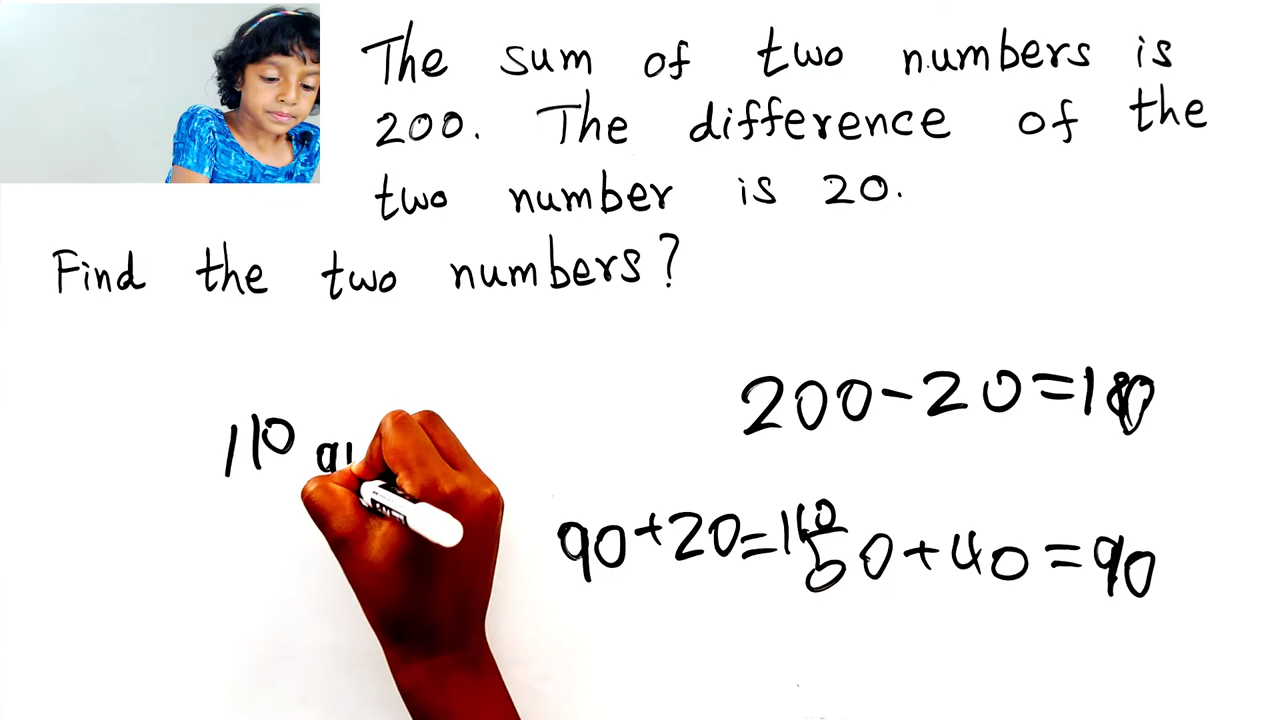 The sum of two numbers is
200. The difference of the
two number is 20.
Find the two numbers?
200-20=180
110
90+20=110
50+40=90